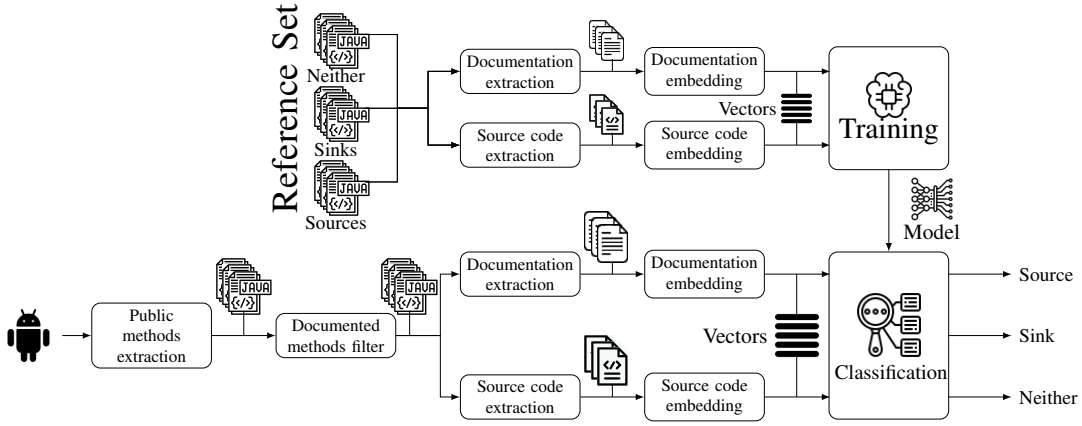 Reference Set
JAVA
</>
Neither
JAVA
</>
Sinks
JAVA
</>
Sources
Documentation
extraction
Documentation
embedding
Source code
extraction
</>
Source code
embedding
Vectors
Training
Model
Public
methods
extraction
JAVA
</>
Documented
methods filter
JAVA
</>
Documentation
extraction
Documentation
embedding
Source code
extraction
</>
Source code
embedding
Vectors
Classification
Source
Sink
Neither